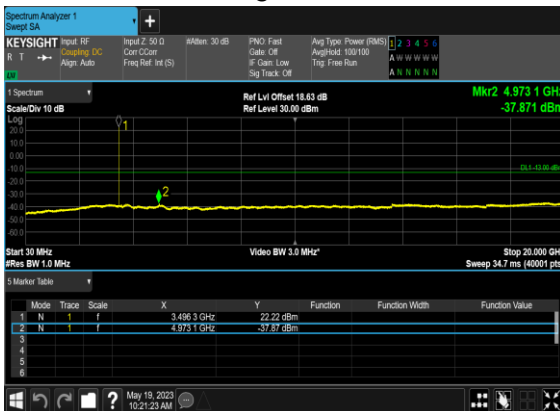 Spectrum Analyzer 1
Swept SA
KEYSIGHT Input: RF Input Z: 50 Ω #Atten: 30 dB PNO: Fast Avg Type: Power (RMS) 1 2 3 4 5 6
R T Coupling: DC Corr CCorr Gate: Off Avg|Hold: 100/100 A W W W W W
Align: Auto Freq Ref: Int (S) IF Gain: Low Trig: Free Run
Sig Track: Off A N N N N N
LV
1 Spectrum Ref Lvl Offset 18.63 dB Mkr2 4.973 1 GHz
Scale/Div 10 dB Ref Level 30.00 dBm -37.871 dBm
Log
20.0
10.0
0.00
-10.0
-20.0
-30.0
-40.0
-50.0
-60.0
1
2
DL1 -13.00 dBm
Start 30 MHz Video BW 3.0 MHz* Stop 20.000 GHz
#Res BW 1.0 MHz Sweep 34.7 ms (40001 pts)
5 Marker Table
Mode Trace Scale X Y Function Function Width Function Value
1 N 1 f 3.496 3 GHz 22.22 dBm
2 N 1 f 4.973 1 GHz -37.87 dBm
3
4
5
6
? May 19, 2023
10:21:23 AM